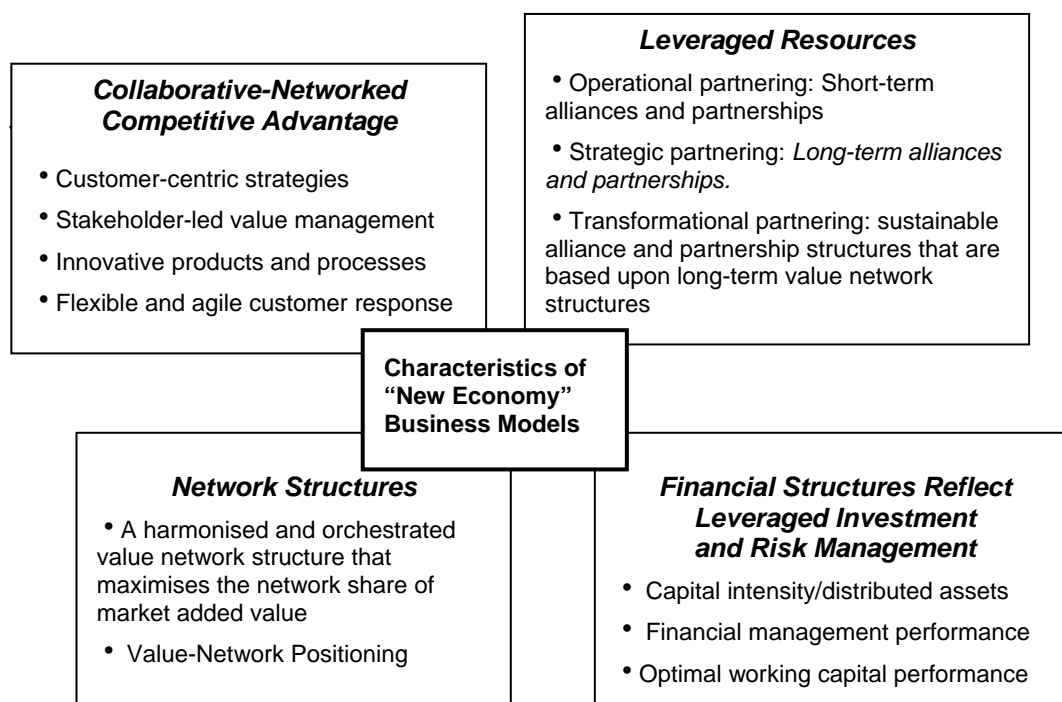 Collaborative-Networked
Competitive Advantage
• Customer-centric strategies
• Stakeholder-led value management
• Innovative products and processes
• Flexible and agile customer response
Leveraged Resources
• Operational partnering: Short-term
alliances and partnerships
• Strategic partnering: Long-term alliances
and partnerships.
• Transformational partnering: sustainable
alliance and partnership structures that are
based upon long-term value network
structures
Characteristics of
“New Economy”
Business Models
Network Structures
• A harmonised and orchestrated
value network structure that
maximises the network share of
market added value
• Value-Network Positioning
Financial Structures Reflect
Leveraged Investment
and Risk Management
• Capital intensity/distributed assets
• Financial management performance
• Optimal working capital performance